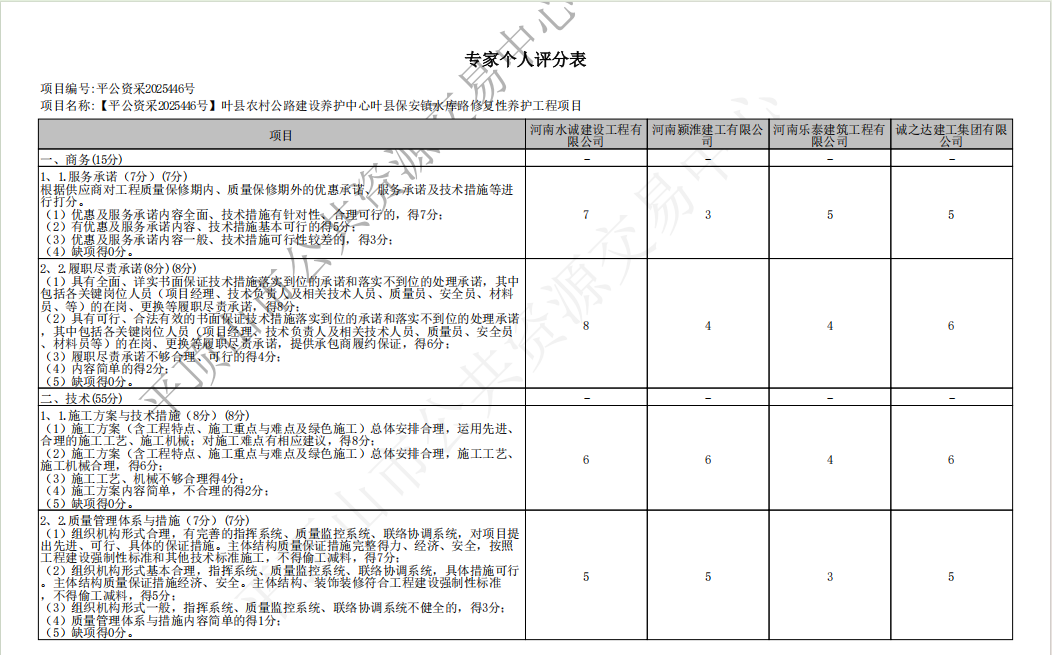 专家个人评分表
项目编号:平公资采2025446号
项目名称:【平公资采2025446号】叶县农村公路建设养护中心叶县保安镇水库路修复性养护工程项目
项目 河南水诚建设工程有限公司 河南颍淮建工有限公司 河南乐泰建筑工程有限公司 诚之达建工集团有限公司
一、商务(15分) - - - -
1、1.服务承诺（7分）(7分)
根据供应商对工程质量保修期内、质量保修期外的优惠承诺、服务承诺及技术措施等进
行打分。
（1）优惠及服务承诺内容全面、技术措施有针对性、合理可行的，得7分；
（2）有优惠及服务承诺内容、技术措施基本可行的得5分；
（3）优惠及服务承诺内容一般、技术措施可行性较差的，得3分；
（4）缺项得0分。
7 3 5 5
2、2.履职尽责承诺(8分)(8分)
（1）具有全面、详实书面保证技术措施落实到位的承诺和落实不到位的处理承诺，其中
包括各关键岗位人员（项目经理、技术负责人及相关技术人员、质量员、安全员、材料
员、等）的在岗、更换等履职尽责承诺，得8分；
（2）具有可行、合法有效的书面保证技术措施落实到位的承诺和落实不到位的处理承诺
，其中包括各关键岗位人员（项目经理、技术负责人及相关技术人员、质量员、安全员
、材料员等）的在岗、更换等履职尽责承诺，提供承包商履约保证，得6分；
（3）履职尽责承诺不够合理、可行的得4分；
（4）内容简单的得2分；
（5）缺项得0分。
8 4 4 6
二、技术(55分) - - - -
1、1.施工方案与技术措施（8分）(8分)
（1）施工方案（含工程特点、施工重点与难点及绿色施工）总体安排合理，运用先进、
合理的施工工艺、施工机械；对施工难点有相应建议，得8分；
（2）施工方案（含工程特点、施工重点与难点及绿色施工）总体安排合理，施工工艺、
施工机械合理，得6分；
（3）施工工艺、机械不够合理得4分；
（4）施工方案内容简单，不合理的得2分；
（5）缺项得0分。
6 6 4 6
2、2.质量管理体系与措施（7分）(7分)
（1）组织机构形式合理，有完善的指挥系统、质量监控系统、联络协调系统，对项目提
出先进、可行、具体的保证措施。主体结构质量保证措施完整得力、经济、安全，按照
工程建设强制性标准和其他技术标准施工，不得偷工减料，得7分；
（2）组织机构形式基本合理，指挥系统、质量监控系统、联络协调系统，具体措施可行
。主体结构质量保证措施经济、安全。主体结构、装饰装修符合工程建设强制性标准
，不得偷工减料，得5分；
（3）组织机构形式一般，指挥系统、质量监控系统、联络协调系统不健全的，得3分；
（4）质量管理体系与措施内容简单的得1分；
（5）缺项得0分。
5 5 3 5
平顶山市公共资源交易中心
平顶山市公共资源交易中心